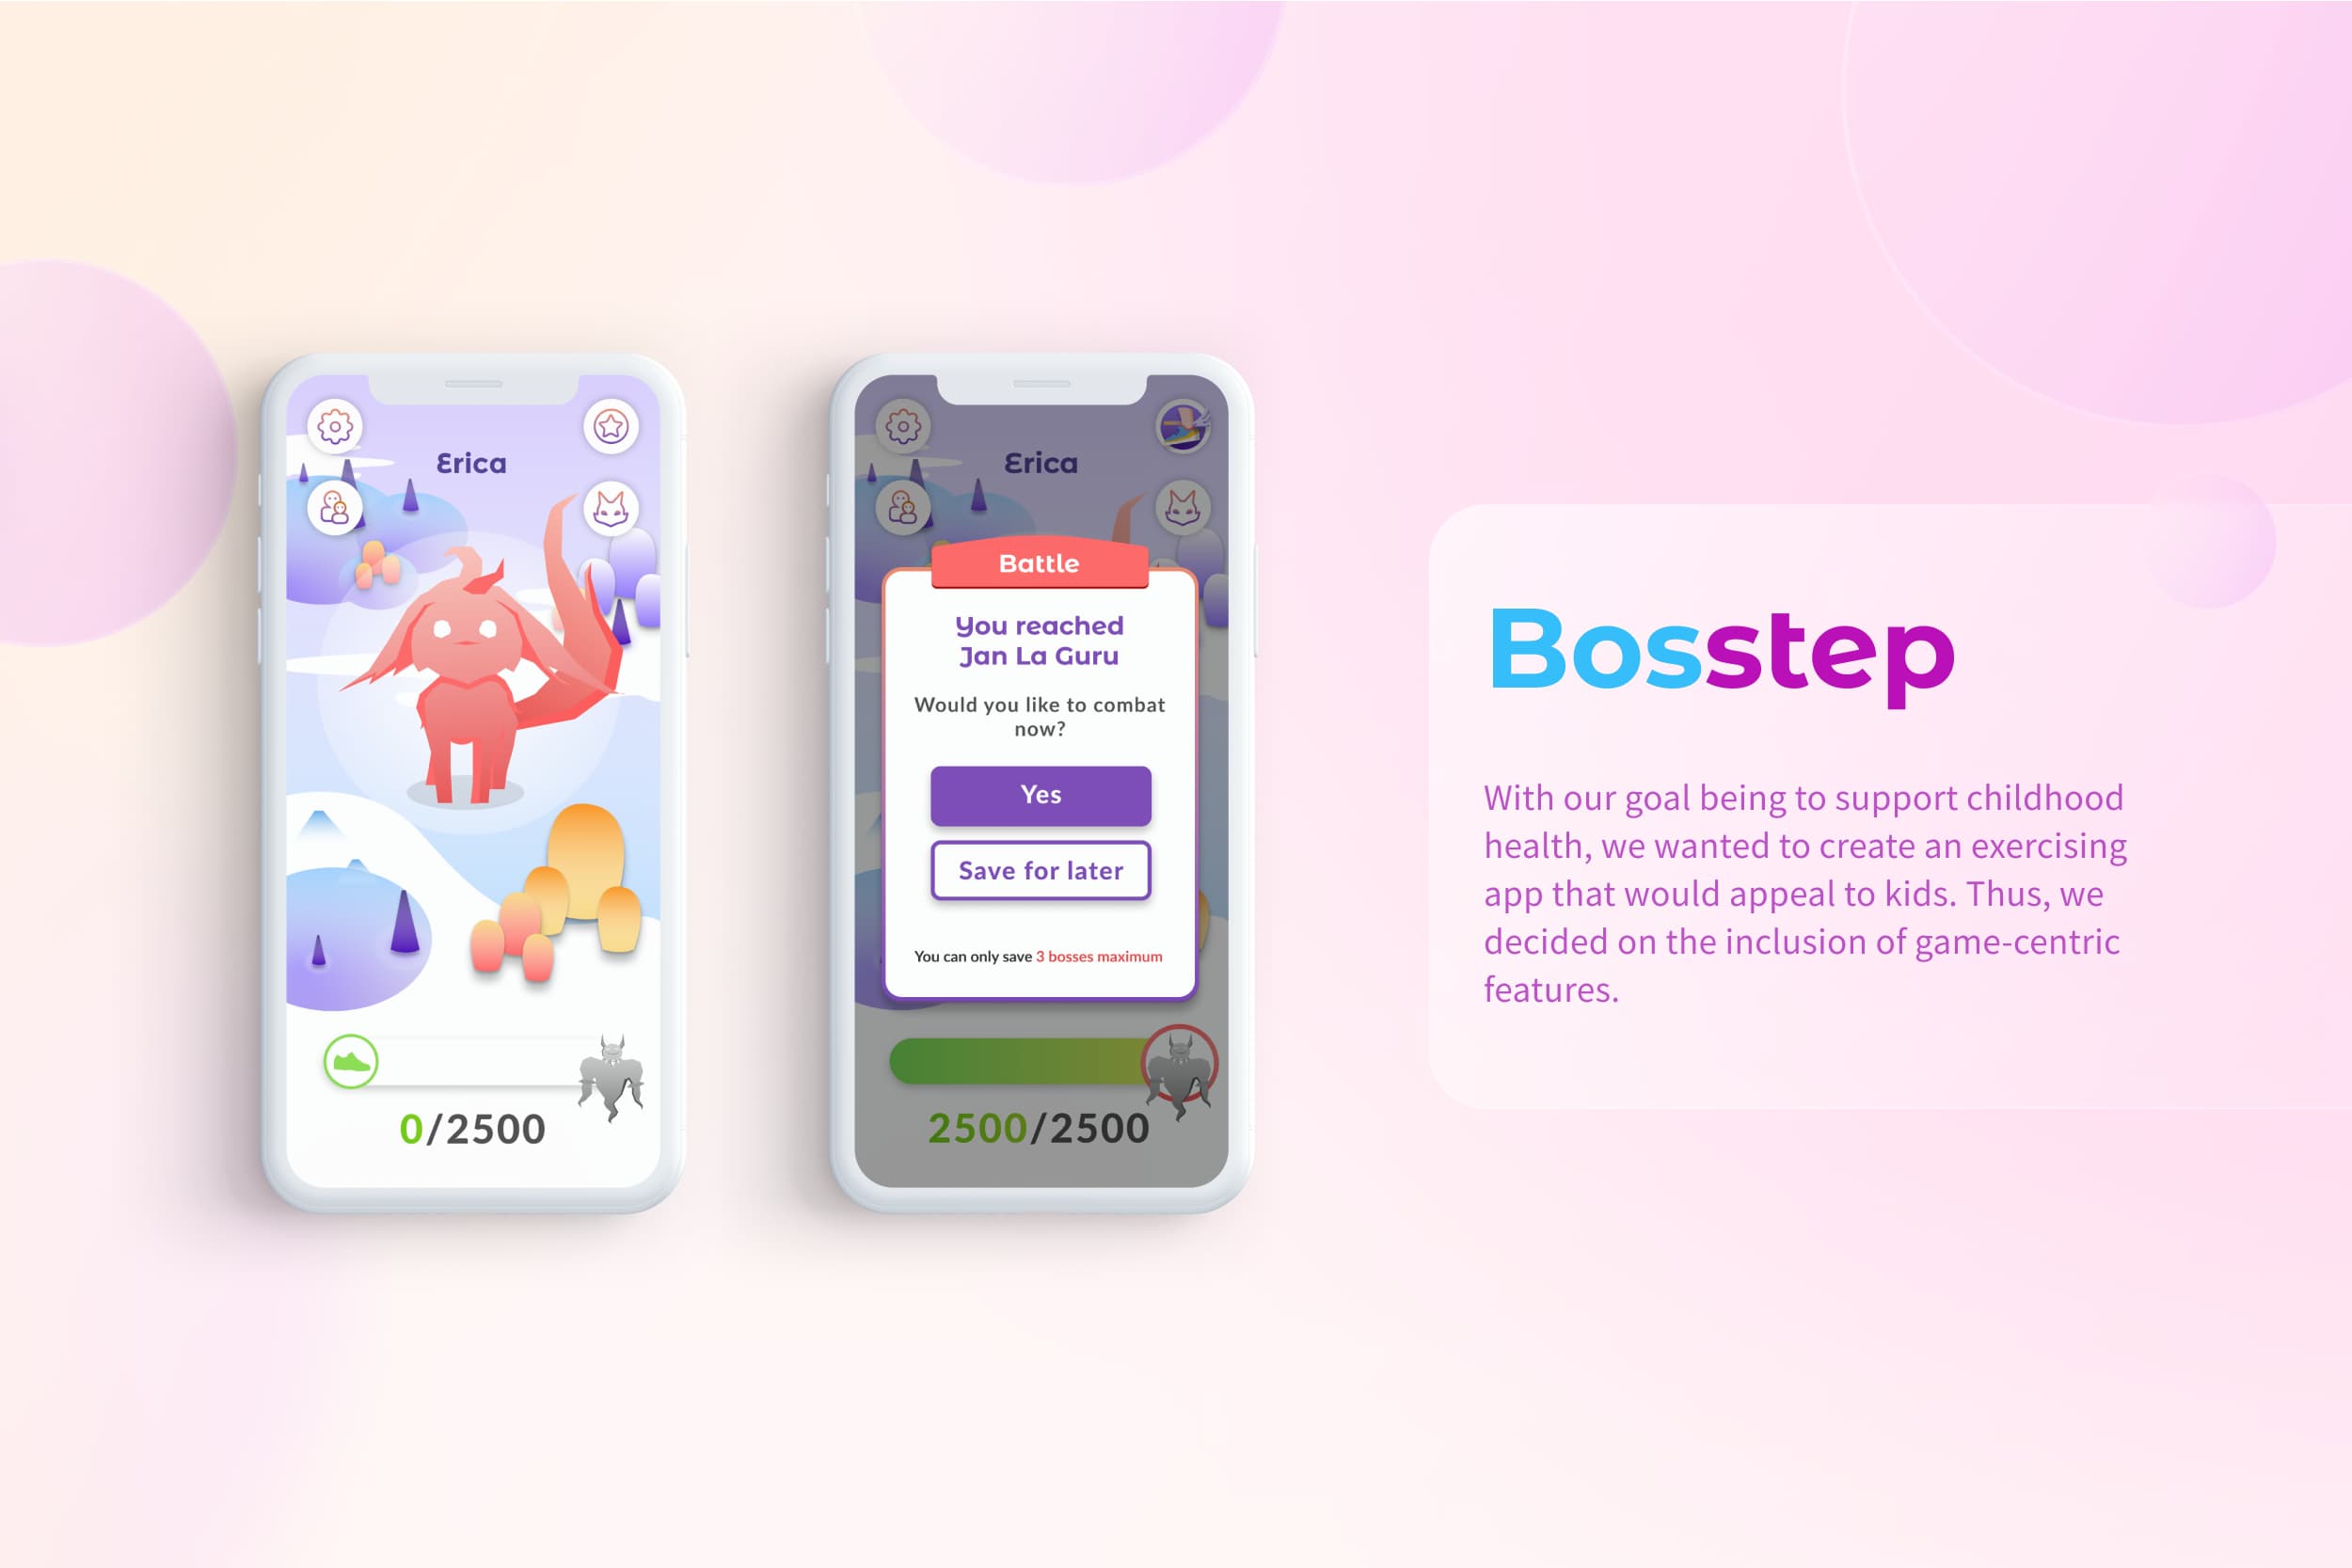 Erica
0/2500
Erica
Battle
You reached
Jan La Guru
Would you like to combat
now?
Yes
Save for later
You can only save 3 bosses maximum
2500/2500
Bosstep
With our goal being to support childhood
health, we wanted to create an exercising
app that would appeal to kids. Thus, we
decided on the inclusion of game-centric
features.